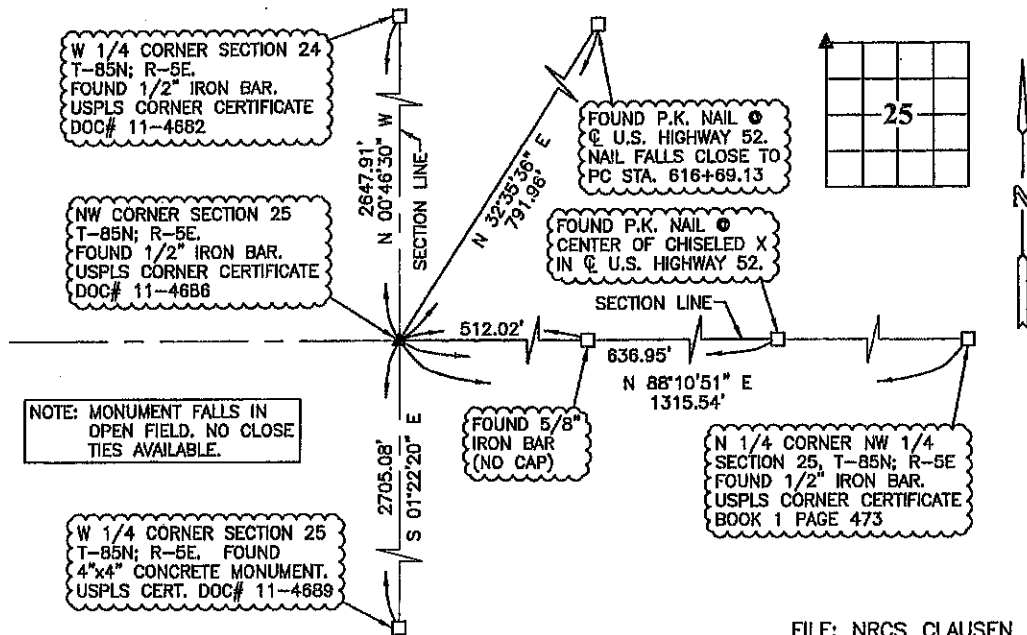 W 1/4 CORNER SECTION 24
T-85N; R-5E.
FOUND 1/2" IRON BAR.
USPLS CORNER CERTIFICATE
DOC# 11-4682
2647.91'
N 00°46'30" W
SECTION LINE
N 32°35'36" E
791.96'
FOUND P.K. NAIL @
℄ U.S. HIGHWAY 52.
NAIL FALLS CLOSE TO
PC STA. 616+69.13
25
N
NW CORNER SECTION 25
T-85N; R-5E.
FOUND 1/2" IRON BAR.
USPLS CORNER CERTIFICATE
DOC# 11-4686
FOUND P.K. NAIL @
CENTER OF CHISELED X
IN ℄ U.S. HIGHWAY 52.
SECTION LINE
512.02'
636.95'
N 88°10'51" E
1315.54'
NOTE: MONUMENT FALLS IN
OPEN FIELD. NO CLOSE
TIES AVAILABLE.
2705.08'
S 01°22'20" E
FOUND 5/8"
IRON BAR
(NO CAP)
N 1/4 CORNER NW 1/4
SECTION 25, T-85N; R-5E
FOUND 1/2" IRON BAR.
USPLS CORNER CERTIFICATE
BOOK 1 PAGE 473
W 1/4 CORNER SECTION 25
T-85N; R-5E. FOUND
4"x4" CONCRETE MONUMENT.
USPLS CERT. DOC# 11-4689
FILE: NRCS CLAUSEN